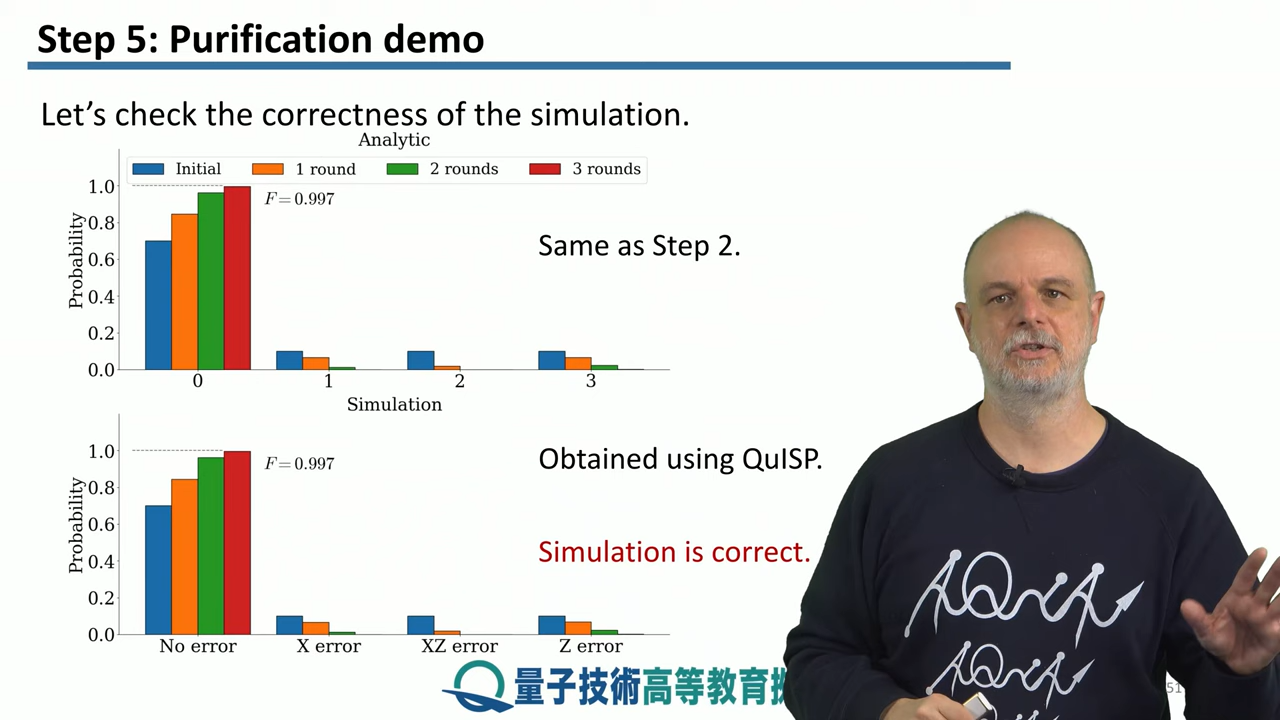 Step 5: Purification demo
Let's check the correctness of the simulation.
Analytic
Initial 1 round 2 rounds 3 rounds
F = 0.997
Probability
1.0
0.8
0.6
0.4
0.2
0.0
0 1 2 3
Same as Step 2.
Simulation
F = 0.997
Probability
1.0
0.8
0.6
0.4
0.2
0.0
No error X error XZ error Z error
Obtained using QuISP.
Simulation is correct.
AQUA
AQUA
量子技術高等教育拠
51